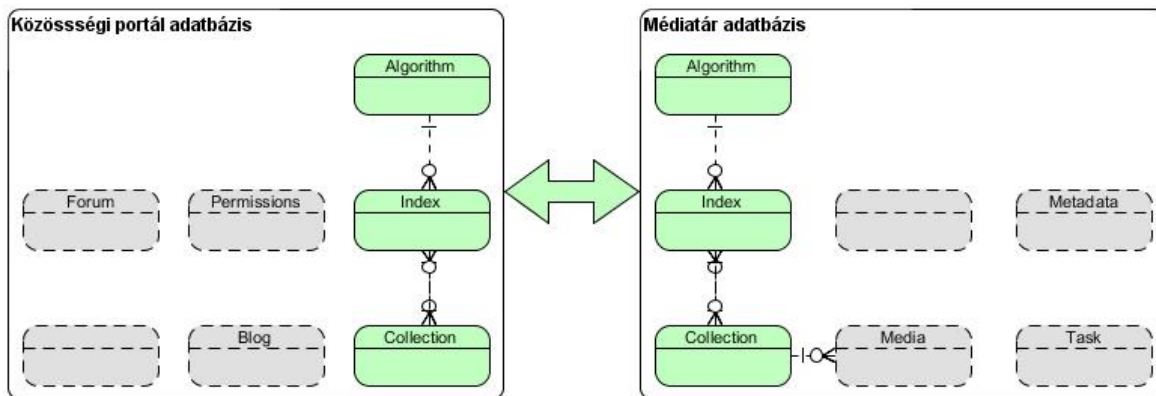 Közössségi portál adatbázis
Algorithm
Forum
Permissions
Index
Blog
Collection
Médiatár adatbázis
Algorithm
Index
Metadata
Collection
Media
Task